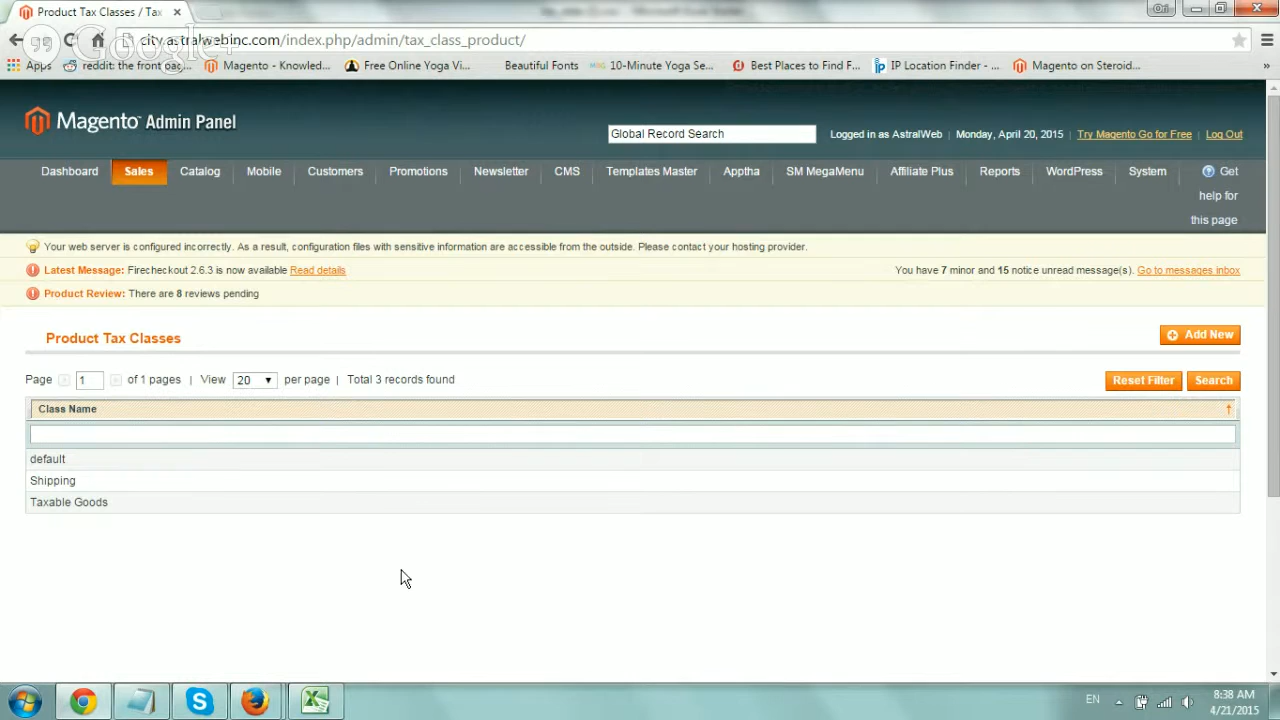 Product Tax Classes / Tax
city.astralwebinc.com/index.php/admin/tax_class_product/
Google+
Apps
reddit: the front pag...
Magento - Knowled...
Free Online Yoga Vi...
Beautiful Fonts
10-Minute Yoga Se...
Best Places to Find F...
IP Location Finder - ...
Magento on Steroid...
»
Magento Admin Panel
Global Record Search
Logged in as AstralWeb | Monday, April 20, 2015 | Try Magento Go for Free | Log Out
Dashboard
Sales
Catalog
Mobile
Customers
Promotions
Newsletter
CMS
Templates Master
Apptha
SM MegaMenu
Affiliate Plus
Reports
WordPress
System
Get
help for
this page
Your web server is configured incorrectly. As a result, configuration files with sensitive information are accessible from the outside. Please contact your hosting provider.
Latest Message: Firecheckout 2.6.3 is now available Read details
You have 7 minor and 15 notice unread message(s). Go to messages inbox
Product Review: There are 8 reviews pending
Product Tax Classes
Add New
Page 1 of 1 pages | View 20 per page | Total 3 records found
Reset Filter
Search
Class Name
default
Shipping
Taxable Goods
EN
8:38 AM
4/21/2015